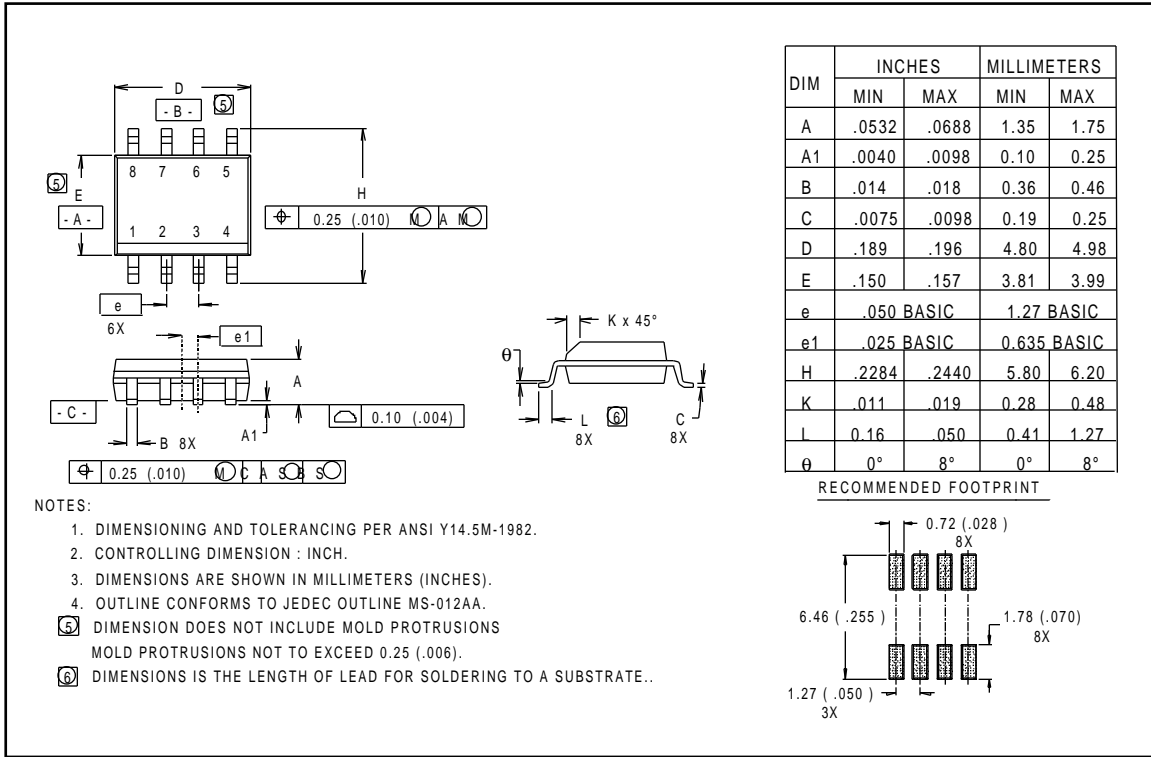 D
- B -
5
8 7 6 5
5
E
H
- A -
0.25 (.010) M A M
1 2 3 4
e
6X
e1
A
- C -
A1
0.10 (.004)
B 8X
0.25 (.010) M C A S B S
K x 45°
θ
L
8X
6
C
8X
DIM INCHES MILLIMETERS
MIN MAX MIN MAX
A .0532 .0688 1.35 1.75
A1 .0040 .0098 0.10 0.25
B .014 .018 0.36 0.46
C .0075 .0098 0.19 0.25
D .189 .196 4.80 4.98
E .150 .157 3.81 3.99
e .050 BASIC 1.27 BASIC
e1 .025 BASIC 0.635 BASIC
H .2284 .2440 5.80 6.20
K .011 .019 0.28 0.48
L 0.16 .050 0.41 1.27
θ 0° 8° 0° 8°
NOTES:
1. DIMENSIONING AND TOLERANCING PER ANSI Y14.5M-1982.
2. CONTROLLING DIMENSION : INCH.
3. DIMENSIONS ARE SHOWN IN MILLIMETERS (INCHES).
4. OUTLINE CONFORMS TO JEDEC OUTLINE MS-012AA.
5 DIMENSION DOES NOT INCLUDE MOLD PROTRUSIONS
MOLD PROTRUSIONS NOT TO EXCEED 0.25 (.006).
6 DIMENSIONS IS THE LENGTH OF LEAD FOR SOLDERING TO A SUBSTRATE..
RECOMMENDED FOOTPRINT
0.72 (.028 )
8X
6.46 ( .255 )
1.78 (.070)
8X
1.27 ( .050 )
3X